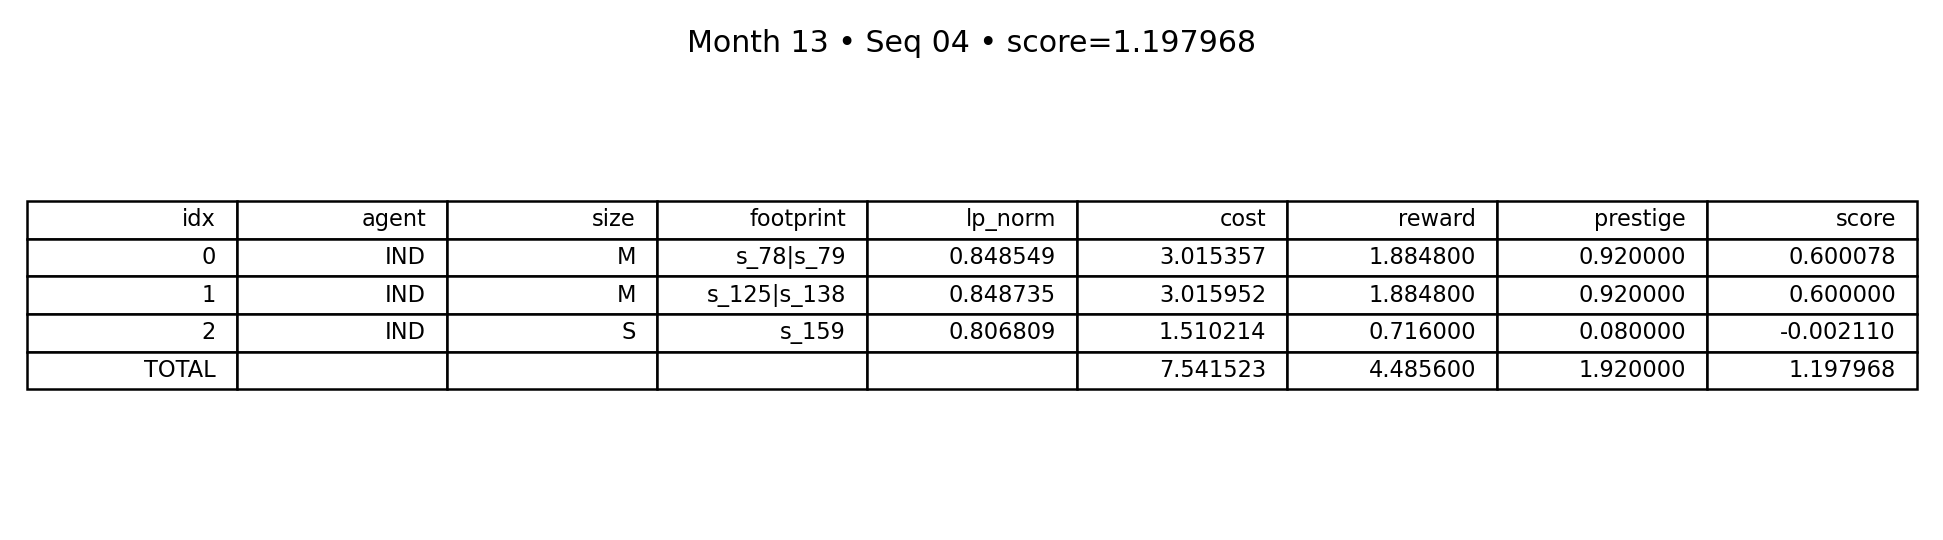 Month 13 • Seq 04 • score=1.197968
idx agent size footprint lp_norm cost reward prestige score
0 IND M s_78|s_79 0.848549 3.015357 1.884800 0.920000 0.600078
1 IND M s_125|s_138 0.848735 3.015952 1.884800 0.920000 0.600000
2 IND S s_159 0.806809 1.510214 0.716000 0.080000 -0.002110
TOTAL 7.541523 4.485600 1.920000 1.197968